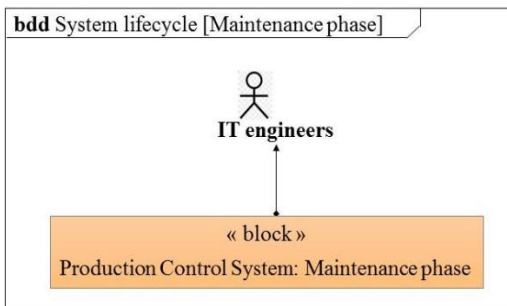 bdd System lifecycle [Maintenance phase]
IT engineers
« block »
Production Control System: Maintenance phase